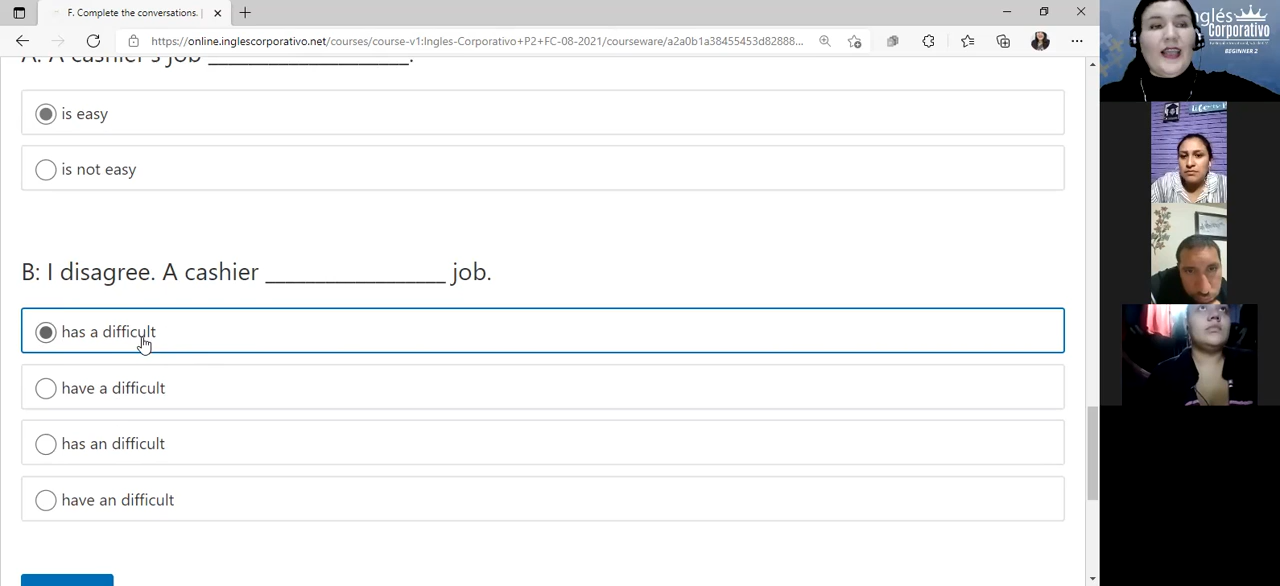 F. Complete the conversations. |
https://online.inglescorporativo.net/courses/course-v1:Ingles-Corporativo+P2+FC-08-2021/courseware/a2a0b1a38455453d82888...
A: A cashier's job ____________________.
is easy
is not easy
B: I disagree. A cashier __________________ job.
has a difficult
have a difficult
has an difficult
have an difficult
Inglés
Corporativo
BEGINNER 2